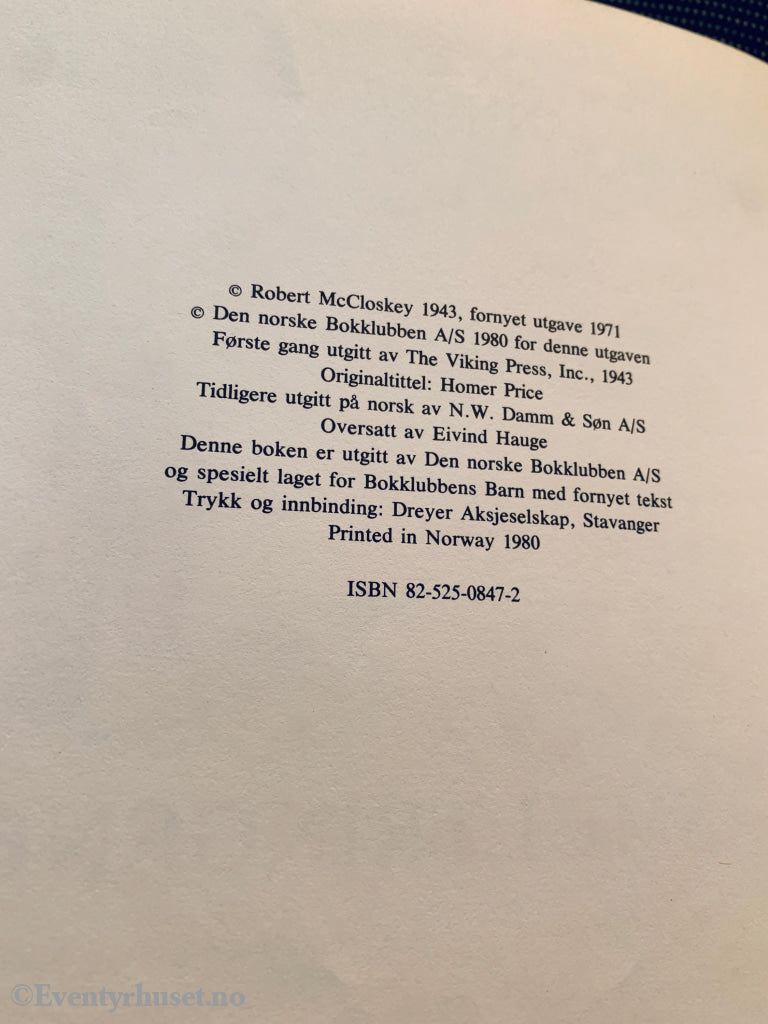 © Robert McCloskey 1943, fornyet utgave 1971
© Den norske Bokklubben A/S 1980 for denne utgaven
Første gang utgitt av The Viking Press, Inc., 1943
Originaltittel: Homer Price
Tidligere utgitt på norsk av N.W. Damm & Søn A/S
Oversatt av Eivind Hauge
Denne boken er utgitt av Den norske Bokklubben A/S
og spesielt laget for Bokklubbens Barn med fornyet tekst
Trykk og innbinding: Dreyer Aksjeselskap, Stavanger
Printed in Norway 1980
ISBN 82-525-0847-2
©Eventyrhuset.no